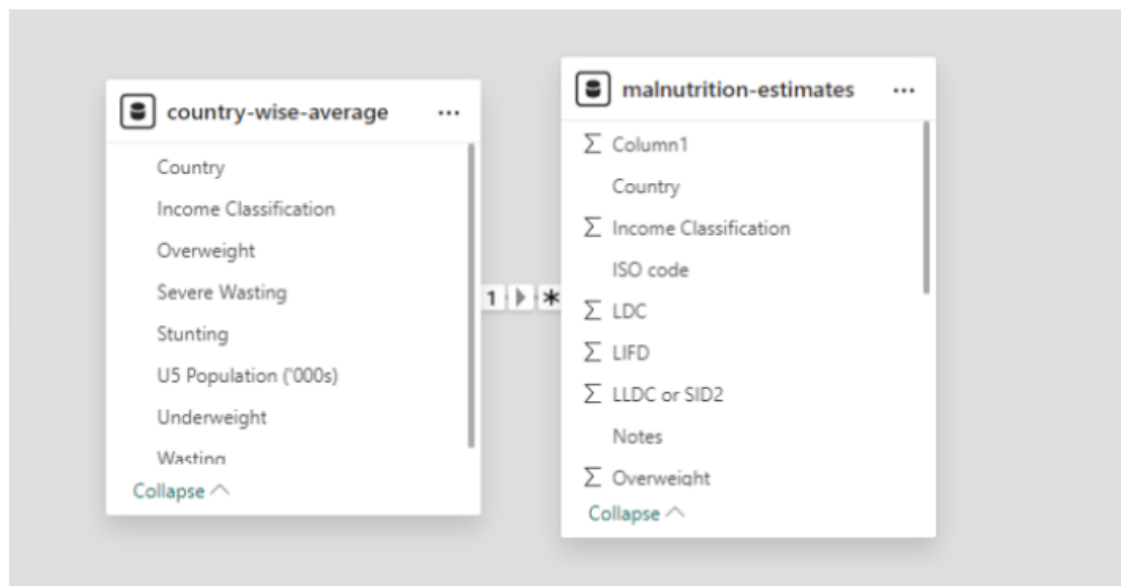 country-wise-average ...
Country
Income Classification
Overweight
Severe Wasting
Stunting
U5 Population ('000s)
Underweight
Wasting
Collapse
1 *
malnutrition-estimates ...
Σ Column1
Country
Σ Income Classification
ISO code
Σ LDC
Σ LIFD
Σ LLDC or SID2
Notes
Σ Overweight
Collapse